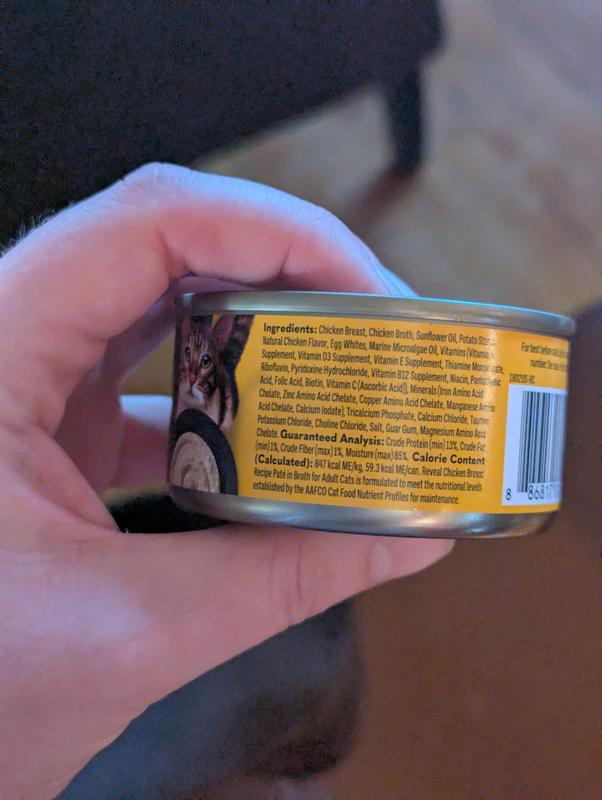 Ingredients: Chicken Breast, Chicken Broth, Sunflower Oil, Potato
Natural Chicken Flavor, Egg Whites, Marine Microalgae Oil, Vitamins (Vitamin A
Supplement, Vitamin D3 Supplement, Vitamin E Supplement, Thiamine Mononitrate,
Riboflavin, Pyridoxine Hydrochloride, Vitamin B12 Supplement, Niacin, Pantothenic
Acid, Folic Acid, Biotin, Vitamin C (Ascorbic Acid)), Minerals (Iron Amino Acid
Chelate, Zinc Amino Acid Chelate, Copper Amino Acid Chelate, Manganese Amino
Acid Chelate, Calcium Iodate), Tricalcium Phosphate, Calcium Chloride, Taurine,
Potassium Chloride, Choline Chloride, Salt, Guar Gum, Magnesium Amino Acid
Chelate. Guaranteed Analysis: Crude Protein (min) 13%, Crude Fat
(min) 1%, Crude Fiber (max) 1%, Moisture (max) 85%. Calorie Content
(Calculated): 847 kcal ME/kg, 59.3 kcal ME/can. Reveal Chicken Breast
Recipe Paté in Broth for Adult Cats is formulated to meet the nutritional levels
established by the AAFCO Cat Food Nutrient Profiles for maintenance.
For best before date and
number: See
8 86817